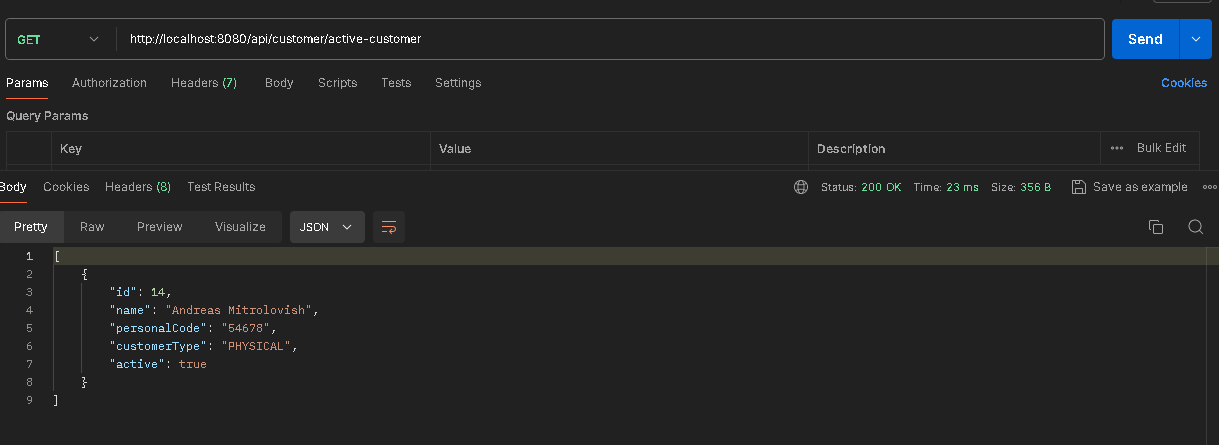 GET http://localhost:8080/api/customer/active-customer Send
Params Authorization Headers (7) Body Scripts Tests Settings Cookies
Query Params
Key Value Description ••• Bulk Edit
Body Cookies Headers (8) Test Results Status: 200 OK Time: 23 ms Size: 356 B Save as example •••
Pretty Raw Preview Visualize JSON
1 [
2 {
3 "id": 14,
4 "name": "Andreas Mitrolovish",
5 "personalCode": "54678",
6 "customerType": "PHYSICAL",
7 "active": true
8 }
9 ]